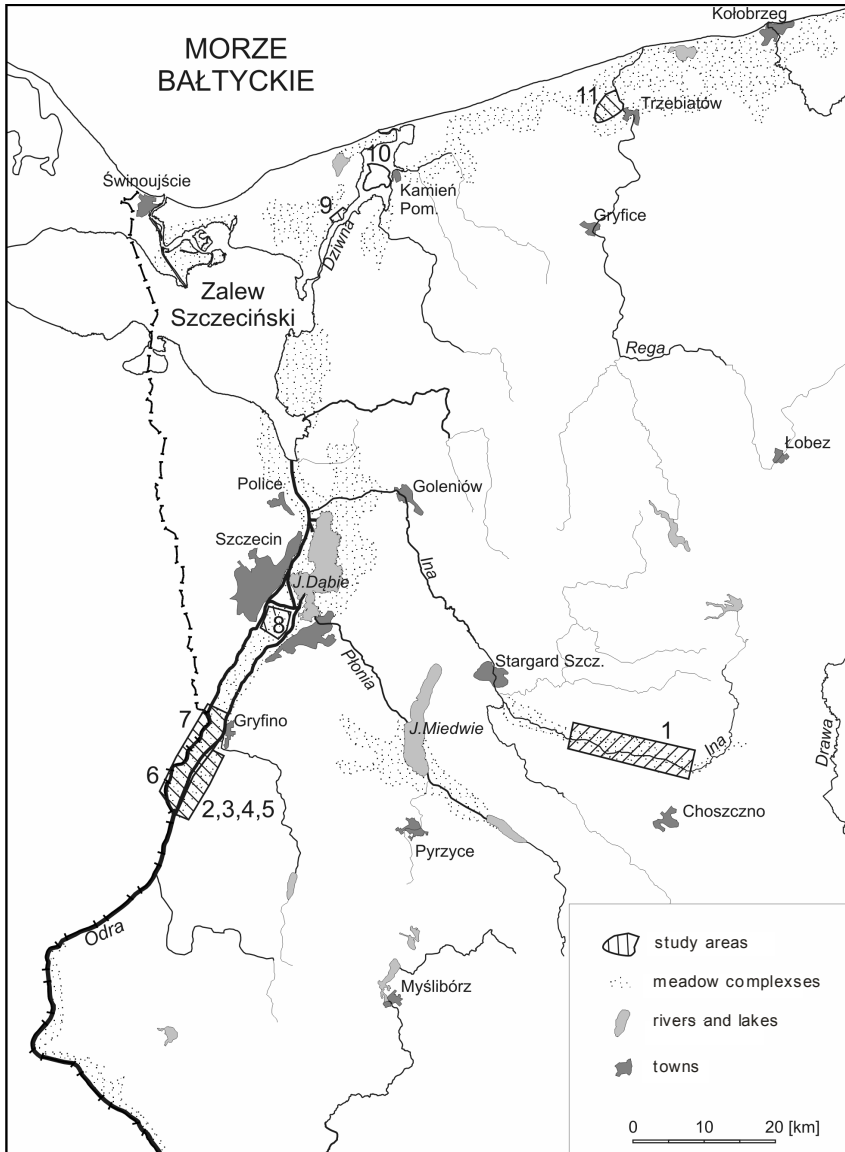 Kołobrzeg
MORZE
BAŁTYCKIE
11
Trzebiatów
10
Świnoujście
Kamień
Pom.
9
Dziwna
Gryfice
Zalew
Szczeciński
Rega
Łobez
Police
Goleniów
Szczecin
Ina
J.Dąbie
8
Płonia
Stargard Szcz.
7
Gryfino
J.Miedwie
1
Ina
Drawa
6
2,3,4,5
Choszczno
Pyrzyce
Odra
Myślibórz
study areas
meadow complexses
rivers and lakes
towns
0 10 20 [km]